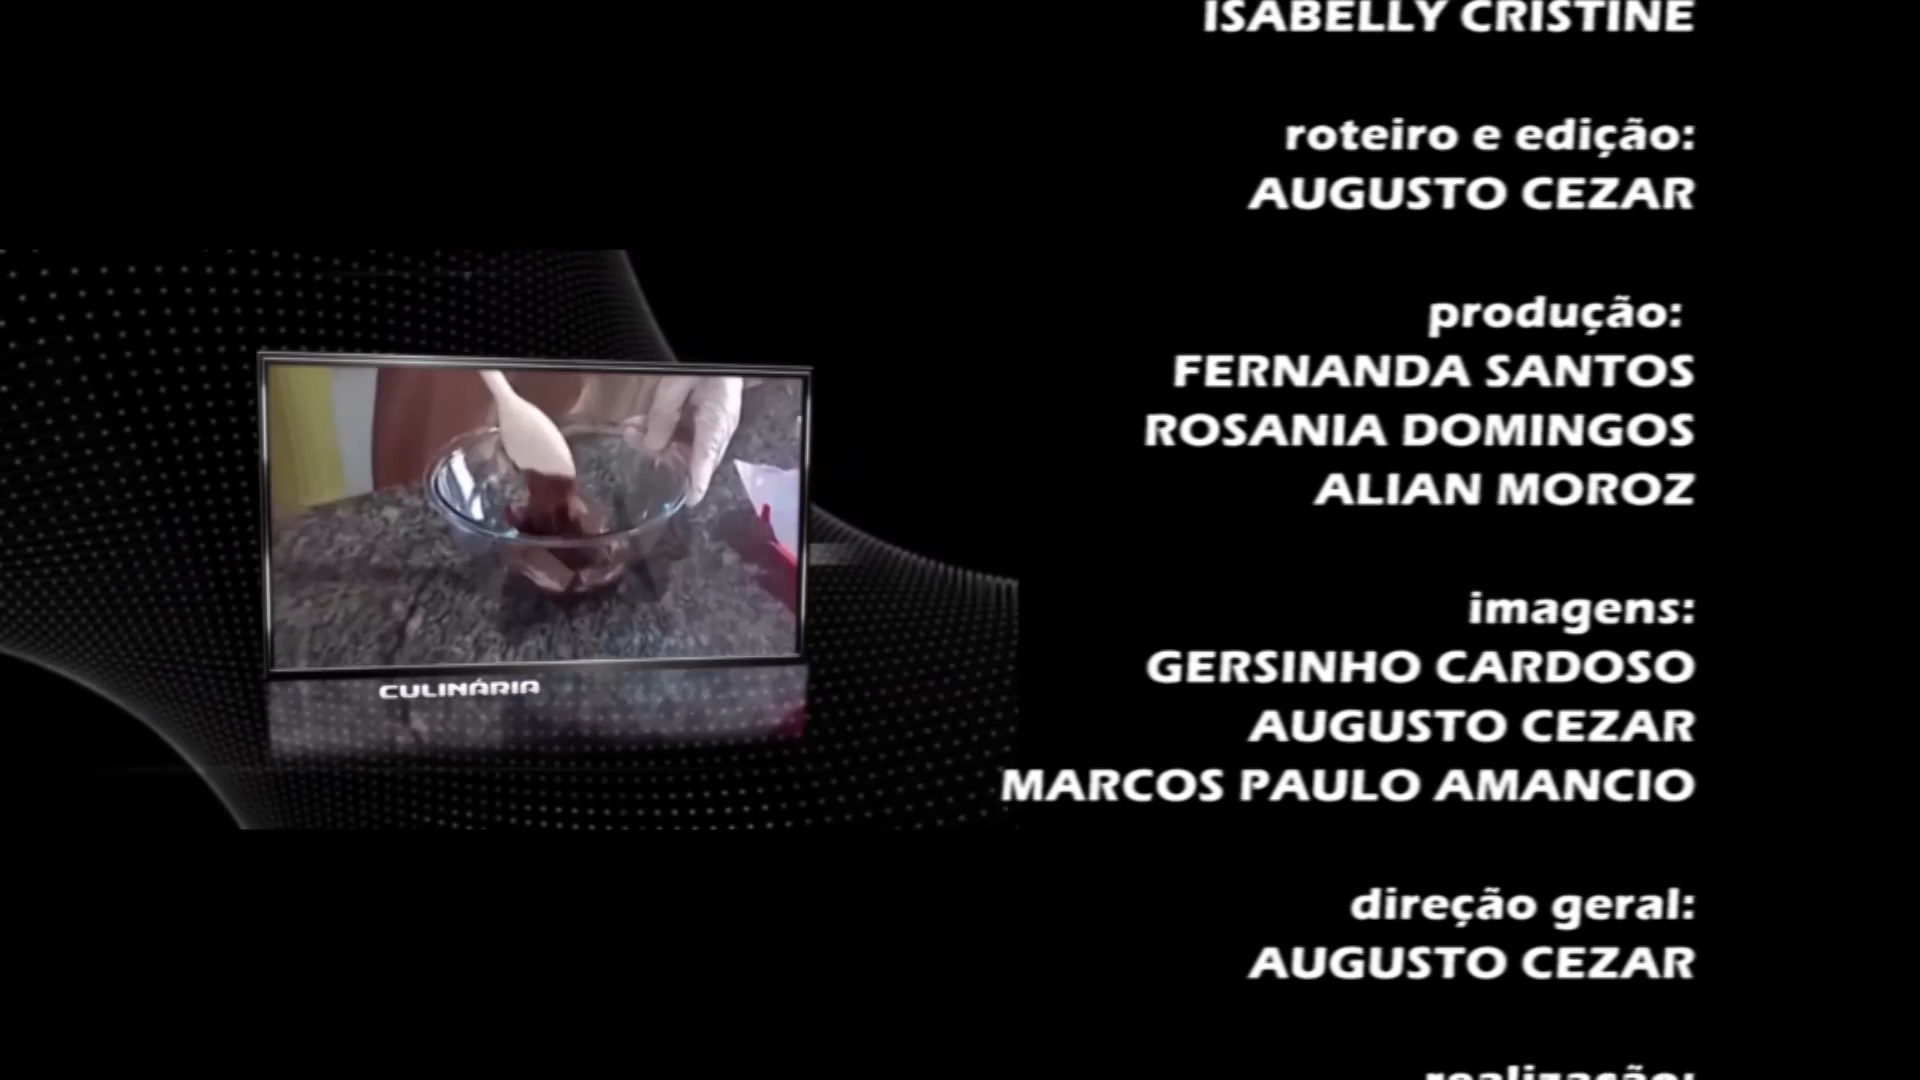 ISABELLY CRISTINE
roteiro e edição:
AUGUSTO CEZAR
produção:
FERNANDA SANTOS
ROSANIA DOMINGOS
ALIAN MOROZ
imagens:
GERSINHO CARDOSO
AUGUSTO CEZAR
MARCOS PAULO AMANCIO
direção geral:
AUGUSTO CEZAR
realização:
CULINÁRIA